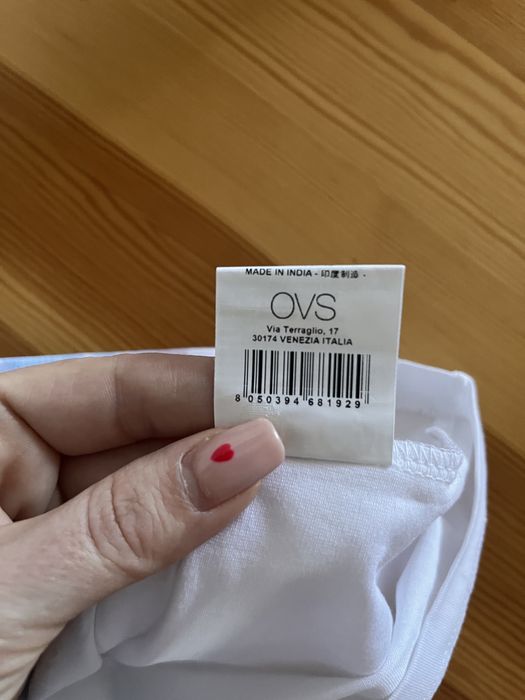 MADE IN INDIA - 印度制造 -
OVS
Via Terraglio, 17
30174 VENEZIA ITALIA
8 050394 681929